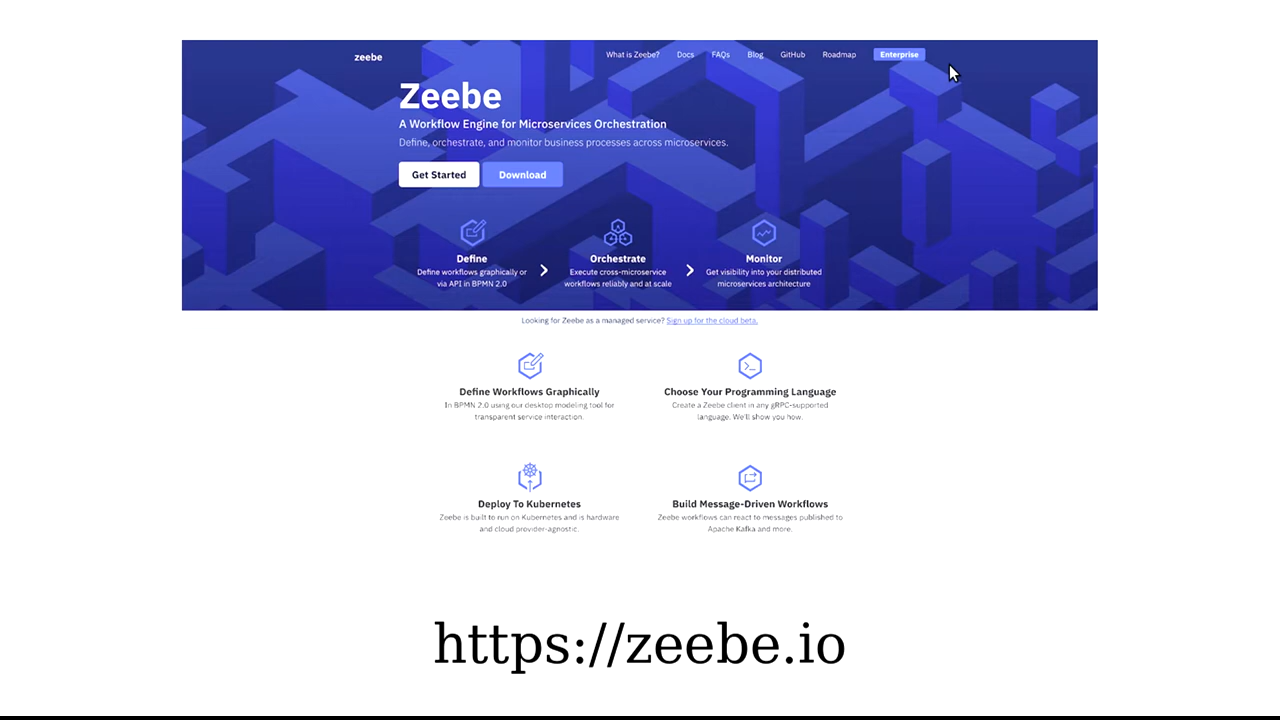 zeebe
What is Zeebe? Docs FAQs Blog GitHub Roadmap Enterprise
Zeebe
A Workflow Engine for Microservices Orchestration
Define, orchestrate, and monitor business processes across microservices.
Get Started Download
Define
Define workflows graphically or
via API in BPMN 2.0
Orchestrate
Execute cross-microservice
workflows reliably and at scale
Monitor
Get visibility into your distributed
microservices architecture
Looking for Zeebe as a managed service? Sign up for the cloud beta.
Define Workflows Graphically
In BPMN 2.0 using our desktop modeling tool for
transparent service interaction.
Choose Your Programming Language
Create a Zeebe client in any gRPC-supported
language. We'll show you how.
Deploy To Kubernetes
Zeebe is built to run on Kubernetes and is hardware
and cloud provider-agnostic.
Build Message-Driven Workflows
Zeebe workflows can react to messages published to
Apache Kafka and more.
https://zeebe.io